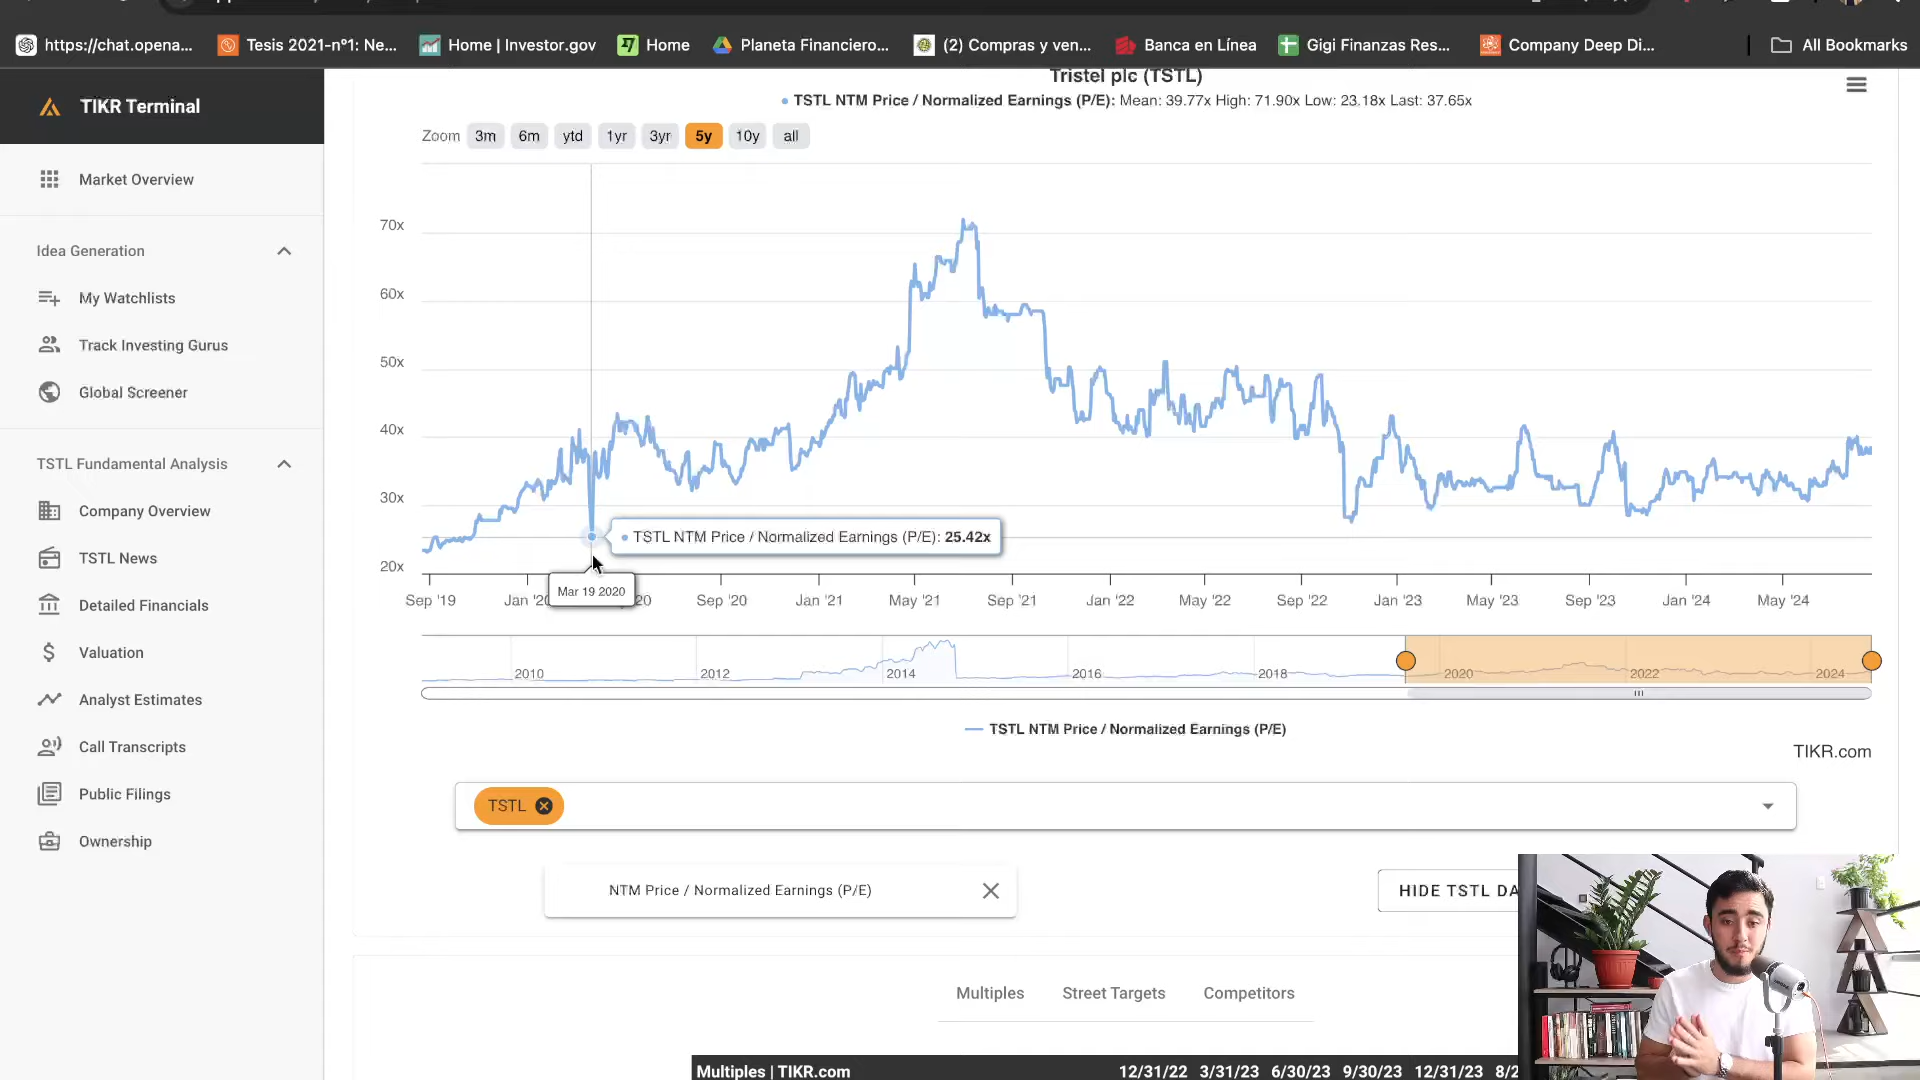 https://chat.opena...
Tesis 2021-nº1: Ne...
Home | Investor.gov
Home
Planeta Financiero...
(2) Compras y ven...
Banca en Línea
Gigi Finanzas Res...
Company Deep Di...
All Bookmarks
TIKR Terminal
Market Overview
Idea Generation
My Watchlists
Track Investing Gurus
Global Screener
TSTL Fundamental Analysis
Company Overview
TSTL News
Detailed Financials
Valuation
Analyst Estimates
Call Transcripts
Public Filings
Ownership
Tristel plc (TSTL)
TSTL NTM Price / Normalized Earnings (P/E): Mean: 39.77x High: 71.90x Low: 23.18x Last: 37.65x
Zoom 3m 6m ytd 1yr 3yr 5y 10y all
70x
60x
50x
40x
30x
20x
TSTL NTM Price / Normalized Earnings (P/E): 25.42x
Mar 19 2020
Sep '19 Jan '20 Sep '20 Jan '21 May '21 Sep '21 Jan '22 May '22 Sep '22 Jan '23 May '23 Sep '23 Jan '24 May '24
2010 2012 2014 2016 2018 2020 2022 2024
TSTL NTM Price / Normalized Earnings (P/E)
TIKR.com
TSTL
NTM Price / Normalized Earnings (P/E)
HIDE TSTL DA
Multiples Street Targets Competitors
Multiples | TIKR.com 12/31/22 3/31/23 6/30/23 9/30/23 12/31/23 8/2